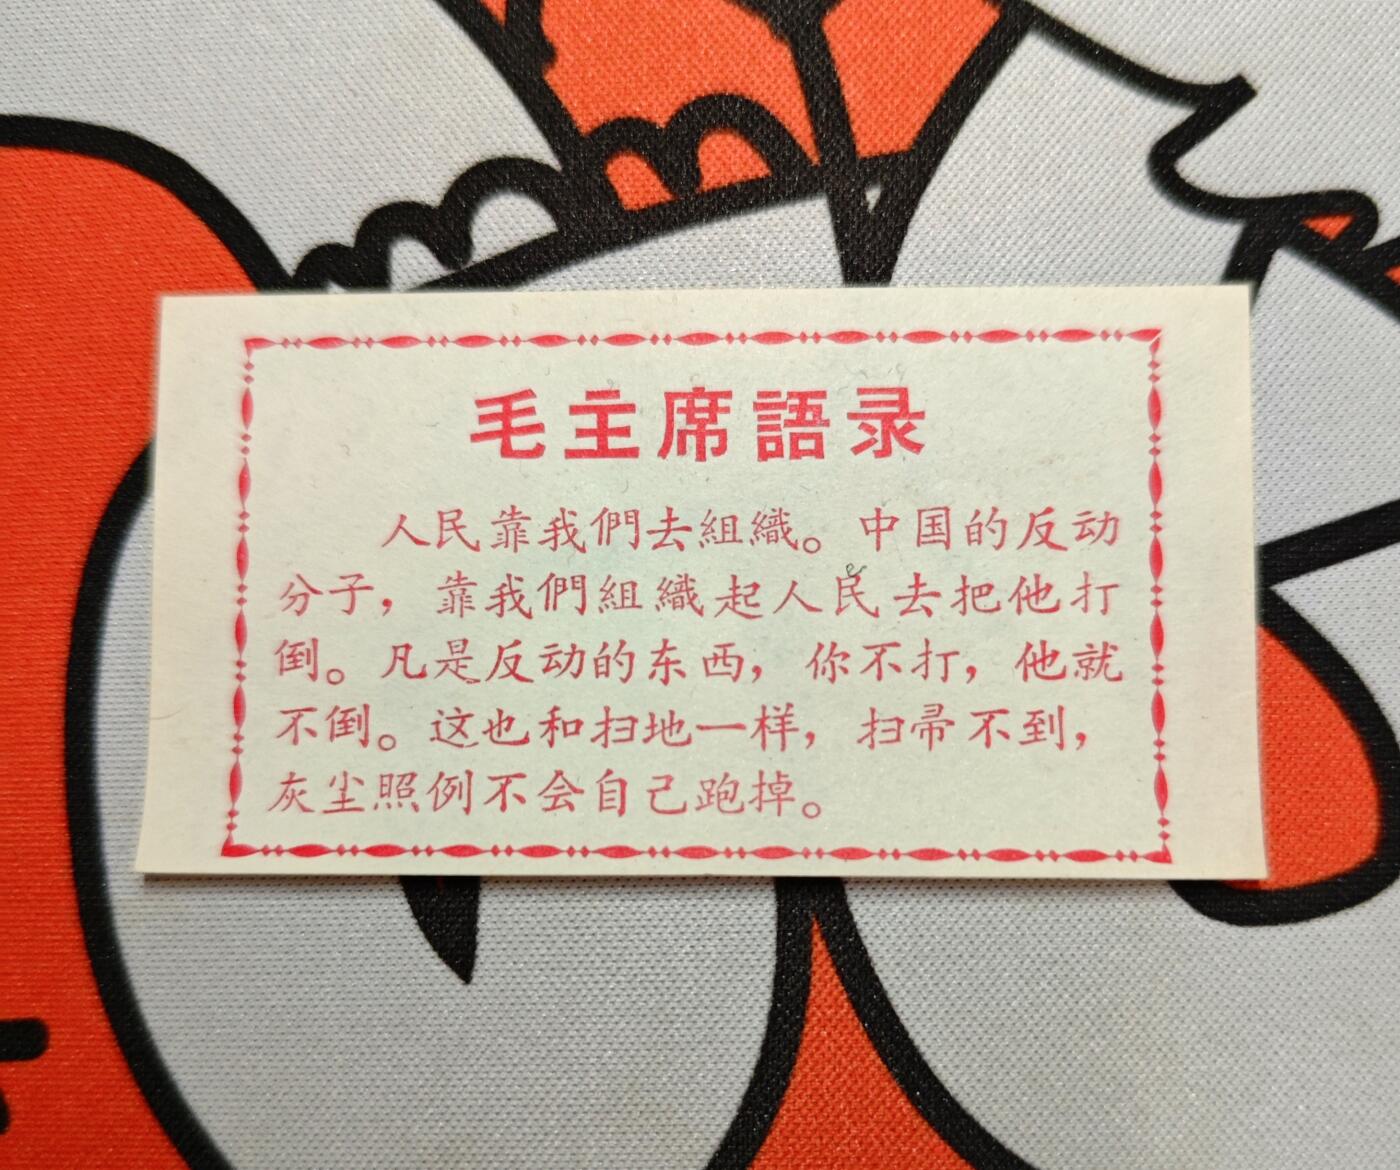 毛主席語录
人民靠我們去組織。中国的反动
分子，靠我們組織起人民去把他打
倒。凡是反动的东西，你不打，他就
不倒。这也和扫地一样，扫帚不到，
灰尘照例不会自己跑掉。